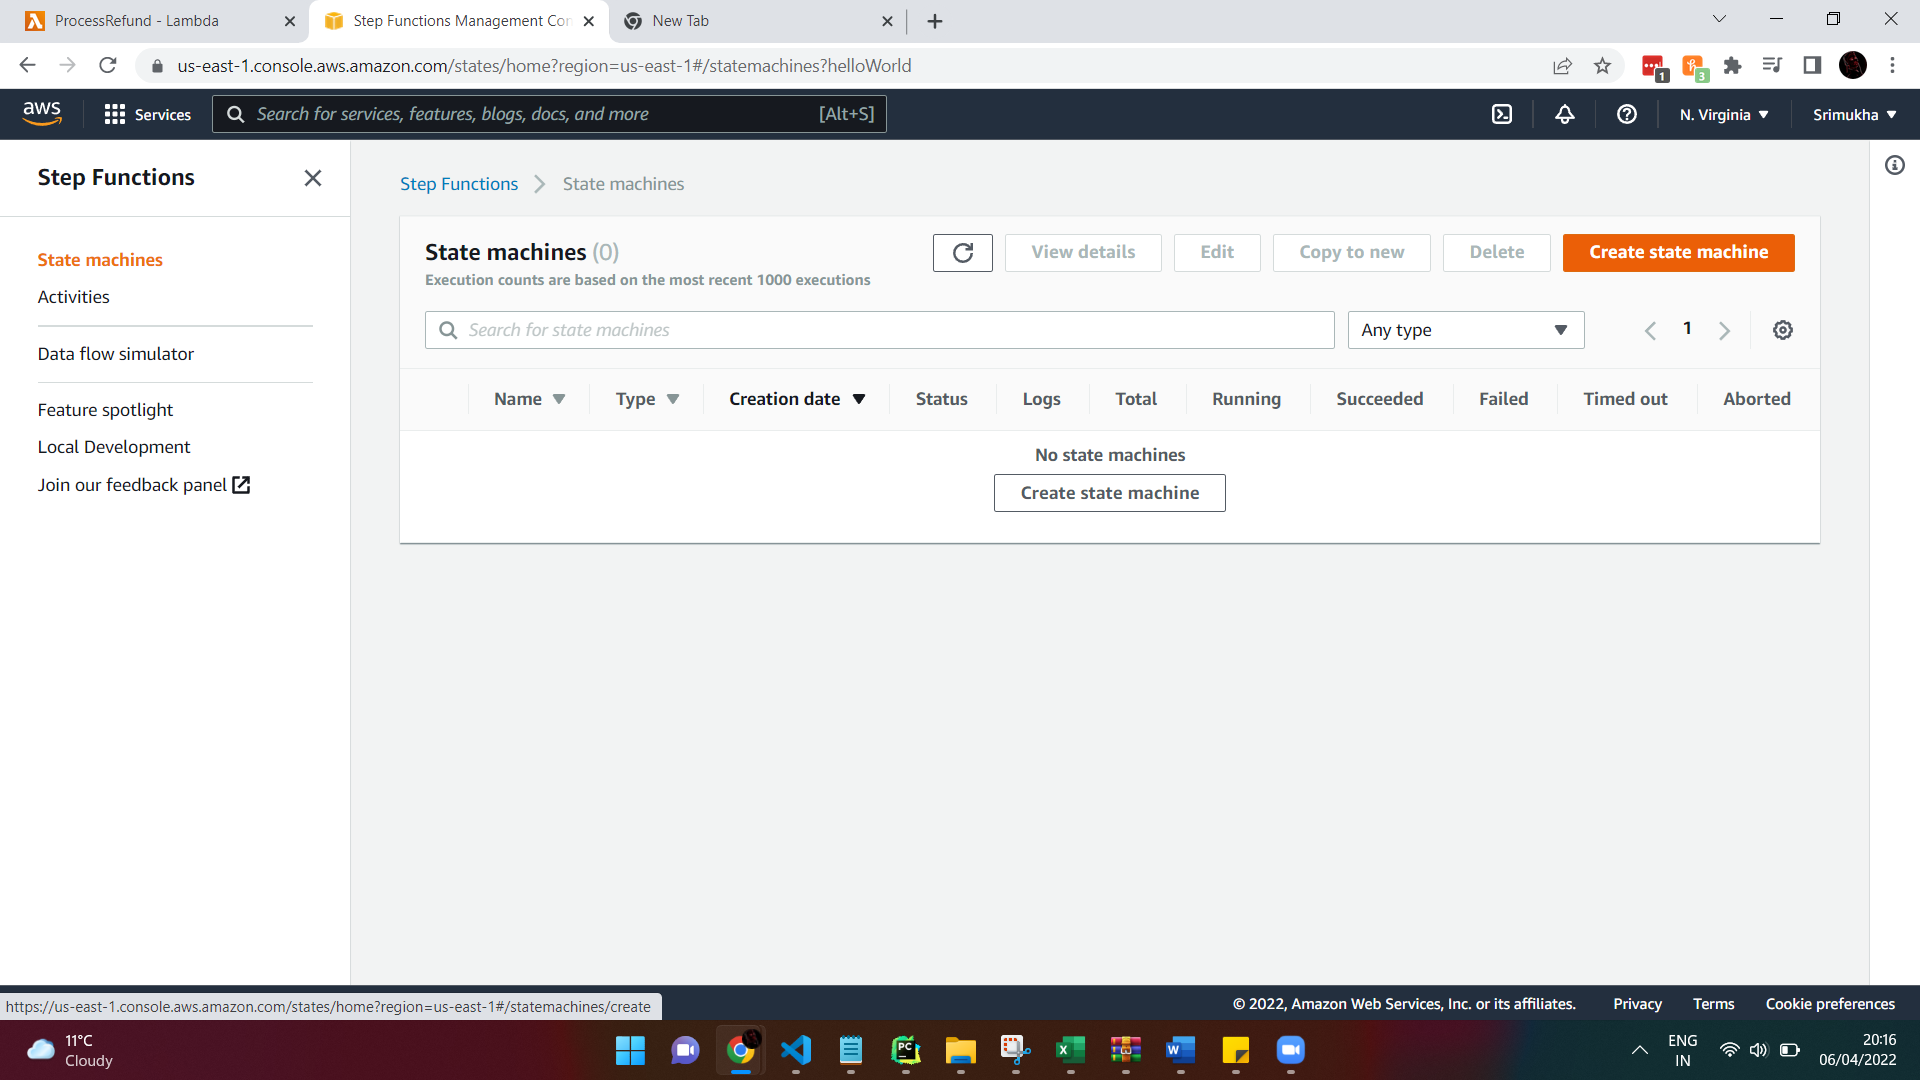 ProcessRefund - Lambda
Step Functions Management Con
New Tab
us-east-1.console.aws.amazon.com/states/home?region=us-east-1#/statemachines?helloWorld
1
3
aws
Services
Search for services, features, blogs, docs, and more
[Alt+S]
N. Virginia
Srimukha
Step Functions
State machines
Activities
Data flow simulator
Feature spotlight
Local Development
Join our feedback panel
Step Functions
State machines
State machines (0)
Execution counts are based on the most recent 1000 executions
View details
Edit
Copy to new
Delete
Create state machine
Search for state machines
Any type
1
Name
Type
Creation date
Status
Logs
Total
Running
Succeeded
Failed
Timed out
Aborted
No state machines
Create state machine
https://us-east-1.console.aws.amazon.com/states/home?region=us-east-1#/statemachines/create
© 2022, Amazon Web Services, Inc. or its affiliates.
Privacy
Terms
Cookie preferences
11°C
Cloudy
PC
ENG
IN
20:16
06/04/2022